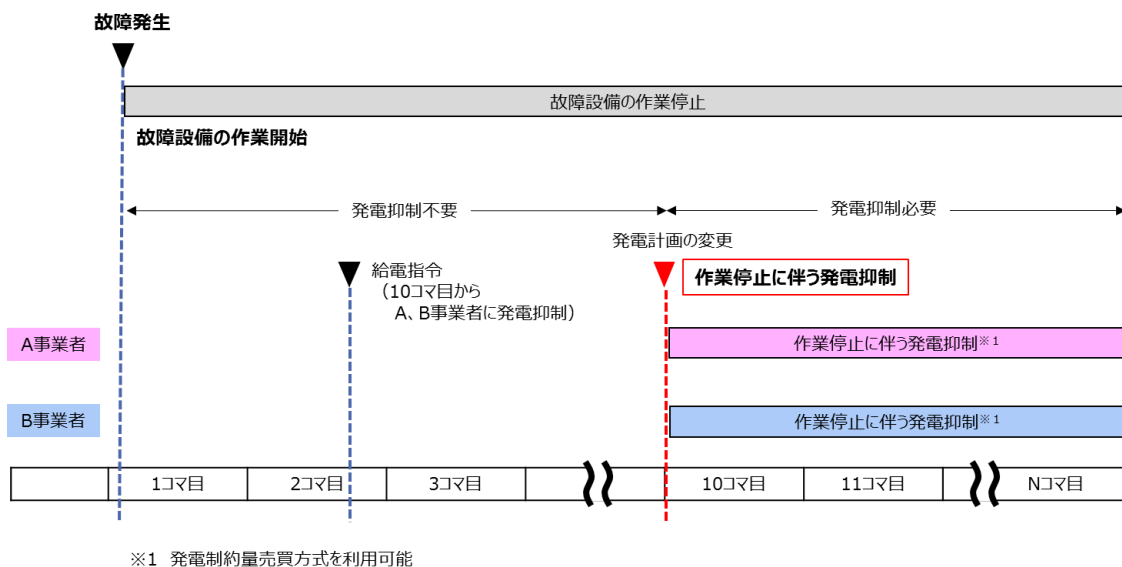 故障発生
故障設備の作業停止
故障設備の作業開始
発電抑制不要
発電抑制必要
発電計画の変更
給電指令
（10コマ目から
A、B事業者に発電抑制）
作業停止に伴う発電抑制
A事業者
作業停止に伴う発電抑制※1
B事業者
作業停止に伴う発電抑制※1
1コマ目 2コマ目 3コマ目 10コマ目 11コマ目 Nコマ目
※1 発電制約量売買方式を利用可能